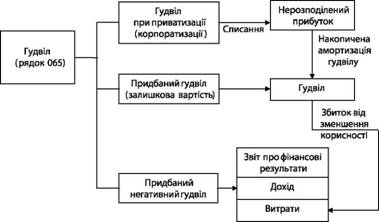 Гудвіл
(рядок 065)
Гудвіл
при приватизації
(корпоратизації)
Списання
Нерозподілений
прибуток
Накопичена
амортизація
гудвілу
Придбаний гудвіл
(залишкова вартість)
Гудвіл
Збиток від
зменшення
корисності
Придбаний
негативний гудвіл
Звіт про фінансові
результати
Дохід
Витрати